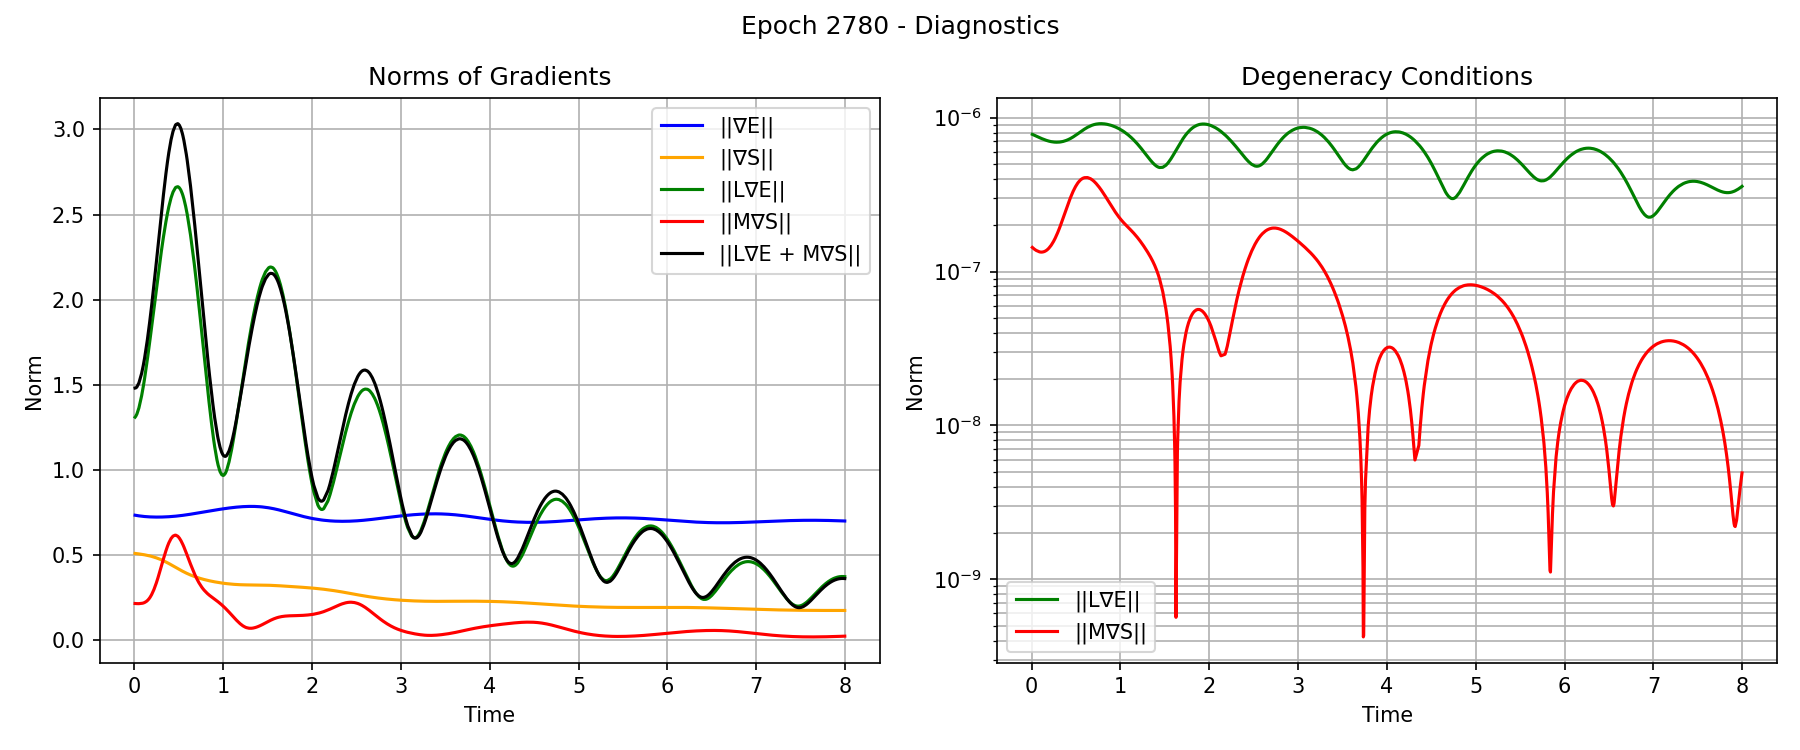 Epoch 2780 - Diagnostics
Norms of Gradients
Norm
3.0
2.5
2.0
1.5
1.0
0.5
0.0
0 1 2 3 4 5 6 7 8
Time
||∇E||
||∇S||
||L∇E||
||M∇S||
||L∇E + M∇S||
Degeneracy Conditions
Norm
10⁻⁶
10⁻⁷
10⁻⁸
10⁻⁹
0 1 2 3 4 5 6 7 8
Time
||L∇E||
||M∇S||